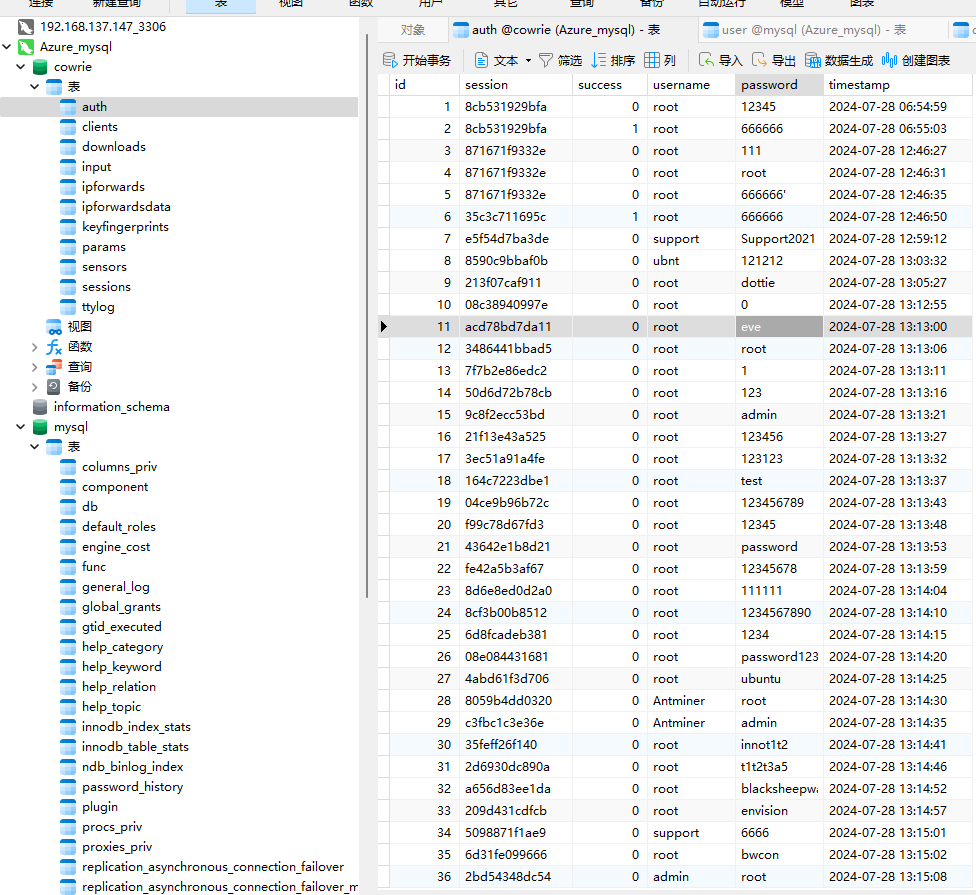 连接 新建查询 表 视图 函数 用户 其它 查询 备份 自动运行 模型 图表
192.168.137.147_3306
Azure_mysql
cowrie
表
auth
clients
downloads
input
ipforwards
ipforwardsdata
keyfingerprints
params
sensors
sessions
ttylog
视图
函数
查询
备份
information_schema
mysql
表
columns_priv
component
db
default_roles
engine_cost
func
general_log
global_grants
gtid_executed
help_category
help_keyword
help_relation
help_topic
innodb_index_stats
innodb_table_stats
ndb_binlog_index
password_history
plugin
procs_priv
proxies_priv
replication_asynchronous_connection_failover
replication_asynchronous_connection_failover_m
对象 auth @cowrie (Azure_mysql) - 表 user @mysql (Azure_mysql) - 表
开始事务 文本 筛选 排序 列 导入 导出 数据生成 创建图表
id session success username password timestamp
1 8cb531929bfa 0 root 12345 2024-07-28 06:54:59
2 8cb531929bfa 1 root 666666 2024-07-28 06:55:03
3 871671f9332e 0 root 111 2024-07-28 12:46:27
4 871671f9332e 0 root root 2024-07-28 12:46:31
5 871671f9332e 0 root 666666' 2024-07-28 12:46:35
6 35c3c711695c 1 root 666666 2024-07-28 12:46:50
7 e5f54d7ba3de 0 support Support2021 2024-07-28 12:59:12
8 8590c9bbaf0b 0 ubnt 121212 2024-07-28 13:03:32
9 213f07caf911 0 root dottie 2024-07-28 13:05:27
10 08c38940997e 0 root 0 2024-07-28 13:12:55
11 acd78bd7da11 0 root eve 2024-07-28 13:13:00
12 3486441bbad5 0 root root 2024-07-28 13:13:06
13 7f7b2e86edc2 0 root 1 2024-07-28 13:13:11
14 50d6d72b78cb 0 root 123 2024-07-28 13:13:16
15 9c8f2ecc53bd 0 root admin 2024-07-28 13:13:21
16 21f13e43a525 0 root 123456 2024-07-28 13:13:27
17 3ec51a91a4fe 0 root 123123 2024-07-28 13:13:32
18 164c7223dbe1 0 root test 2024-07-28 13:13:37
19 04ce9b96b72c 0 root 123456789 2024-07-28 13:13:43
20 f99c78d67fd3 0 root 12345 2024-07-28 13:13:48
21 43642e1b8d21 0 root password 2024-07-28 13:13:53
22 fe42a5b3af67 0 root 12345678 2024-07-28 13:13:59
23 8d6e8ed0d2a0 0 root 111111 2024-07-28 13:14:04
24 8cf3b00b8512 0 root 1234567890 2024-07-28 13:14:10
25 6d8fcadeb381 0 root 1234 2024-07-28 13:14:15
26 08e084431681 0 root password123 2024-07-28 13:14:20
27 4abd61f3d706 0 root ubuntu 2024-07-28 13:14:25
28 8059b4dd0320 0 Antminer root 2024-07-28 13:14:30
29 c3fbc1c3e36e 0 Antminer admin 2024-07-28 13:14:35
30 35feff26f140 0 root innot1t2 2024-07-28 13:14:41
31 2d6930dc890a 0 root t1t2t3a5 2024-07-28 13:14:46
32 a656d83ee1da 0 root blacksheepwa 2024-07-28 13:14:52
33 209d431cdfcb 0 root envision 2024-07-28 13:14:57
34 5098871f1ae9 0 support 6666 2024-07-28 13:15:01
35 6d31fe099666 0 root bwcon 2024-07-28 13:15:02
36 2bd54348dc54 0 admin root 2024-07-28 13:15:08